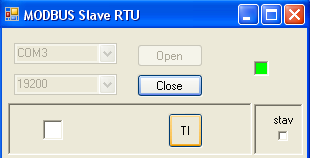 MODBUS Slave RTU
COM3
Open
19200
Close
TI
stav